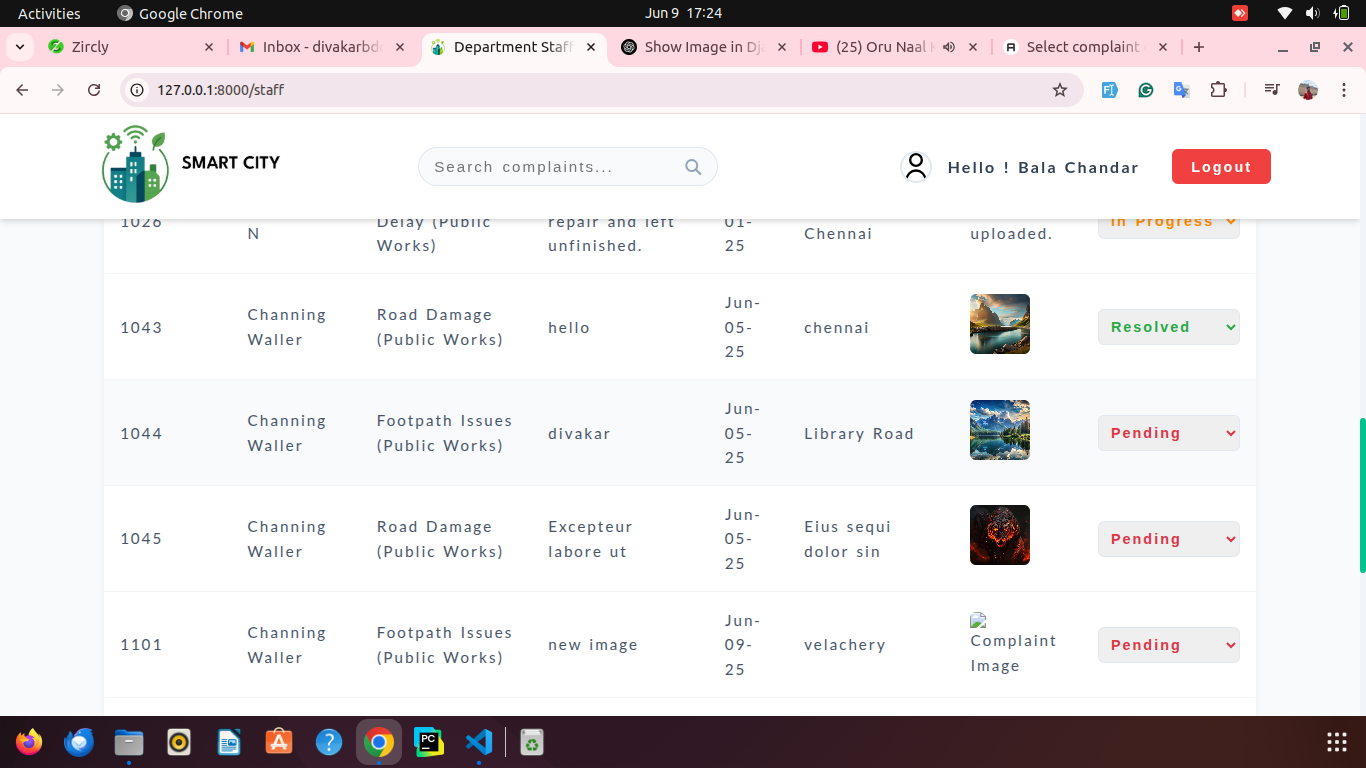 Activities
Google Chrome
Jun 9 17:24
Zircly
Inbox - divakarbd
Department Staff
Show Image in Dj
(25) Oru Naal
Select complaint
127.0.0.1:8000/staff
SMART CITY
Search complaints...
Hello ! Bala Chandar
Logout
1026
N
Delay (Public
Works)
repair and left
unfinished.
01-
25
Chennai
uploaded.
In Progress
1043
Channing
Waller
Road Damage
(Public Works)
hello
Jun-
05-
25
chennai
Resolved
1044
Channing
Waller
Footpath Issues
(Public Works)
divakar
Jun-
05-
25
Library Road
Pending
1045
Channing
Waller
Road Damage
(Public Works)
Excepteur
labore ut
Jun-
05-
25
Eius sequi
dolor sin
Pending
1101
Channing
Waller
Footpath Issues
(Public Works)
new image
Jun-
09-
25
velachery
Complaint
Image
Pending